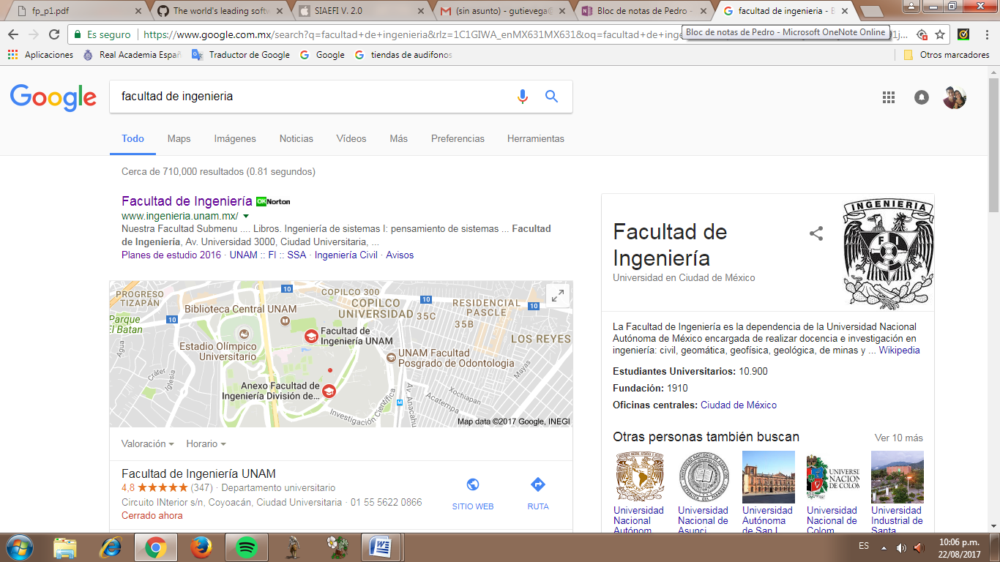 fp_p1.pdf
The world's leading softw
SIAEFI V. 2.0
(sin asunto) - gutievega@
Bloc de notas de Pedro -
facultad de ingenieria - B
Es seguro
https://www.google.com.mx/search?q=facultad+de+ingenieria&rlz=1C1GIWA_enMX631MX631&oq=facultad+de+inge
Bloc de notas de Pedro - Microsoft OneNote Online
Aplicaciones
Real Academia Españ
Traductor de Google
Google
tiendas de audifonos
Otros marcadores
Google
facultad de ingenieria
Todo
Maps
Imágenes
Noticias
Vídeos
Más
Preferencias
Herramientas
Cerca de 710,000 resultados (0.81 segundos)
Facultad de Ingeniería OK Norton
www.ingenieria.unam.mx/
Nuestra Facultad Submenu .... Libros. Ingeniería de sistemas I: pensamiento de sistemas ... Facultad
de Ingeniería, Av. Universidad 3000, Ciudad Universitaria, ...
Planes de estudio 2016 · UNAM :: FI :: SSA · Ingeniería Civil · Avisos
PROGRESO
TIZAPÁN
10
COPILCO 300
COPILCO
UNIVERSIDAD
10
35C
RESIDENCIAL
PASCLE
10
35B
Biblioteca Central UNAM
Parque
El Batan
10
Facultad de
Ingeniería UNAM
LOS REYES
Estadio Olímpico
Universitario
UNAM Facultad
Posgrado de Odontologia
Agua
Cráter
Iglesia
Anexo Facultad de
Ingeniería División de...
Mayas
Xochiapan
Acatempa
Av. Anacahu
Investigación Científica
Map data ©2017 Google, INEGI
Valoración
Horario
Facultad de Ingeniería UNAM
4,8 (347) · Departamento universitario
Circuito INterior s/n, Coyoacán, Ciudad Universitaria · 01 55 5622 0866
Cerrado ahora
SITIO WEB
RUTA
INGENIERIA
FI
Facultad de
Ingeniería
Universidad en Ciudad de México
La Facultad de Ingeniería es la dependencia de la Universidad Nacional
Autónoma de México encargada de realizar docencia e investigación en
ingeniería: civil, geomática, geofísica, geológica, de minas y ... Wikipedia
Estudiantes Universitarios: 10.900
Fundación: 1910
Oficinas centrales: Ciudad de México
Otras personas también buscan
Ver 10 más
UNIVERSI
NACION
DE COLOM
Universidad
Nacional
Autónom
Universidad
Nacional de
Asunci
Universidad
Autónoma
de San L
Universidad
Nacional de
Colom
Universidad
Industrial de
Santa
ES
10:06 p.m.
22/08/2017